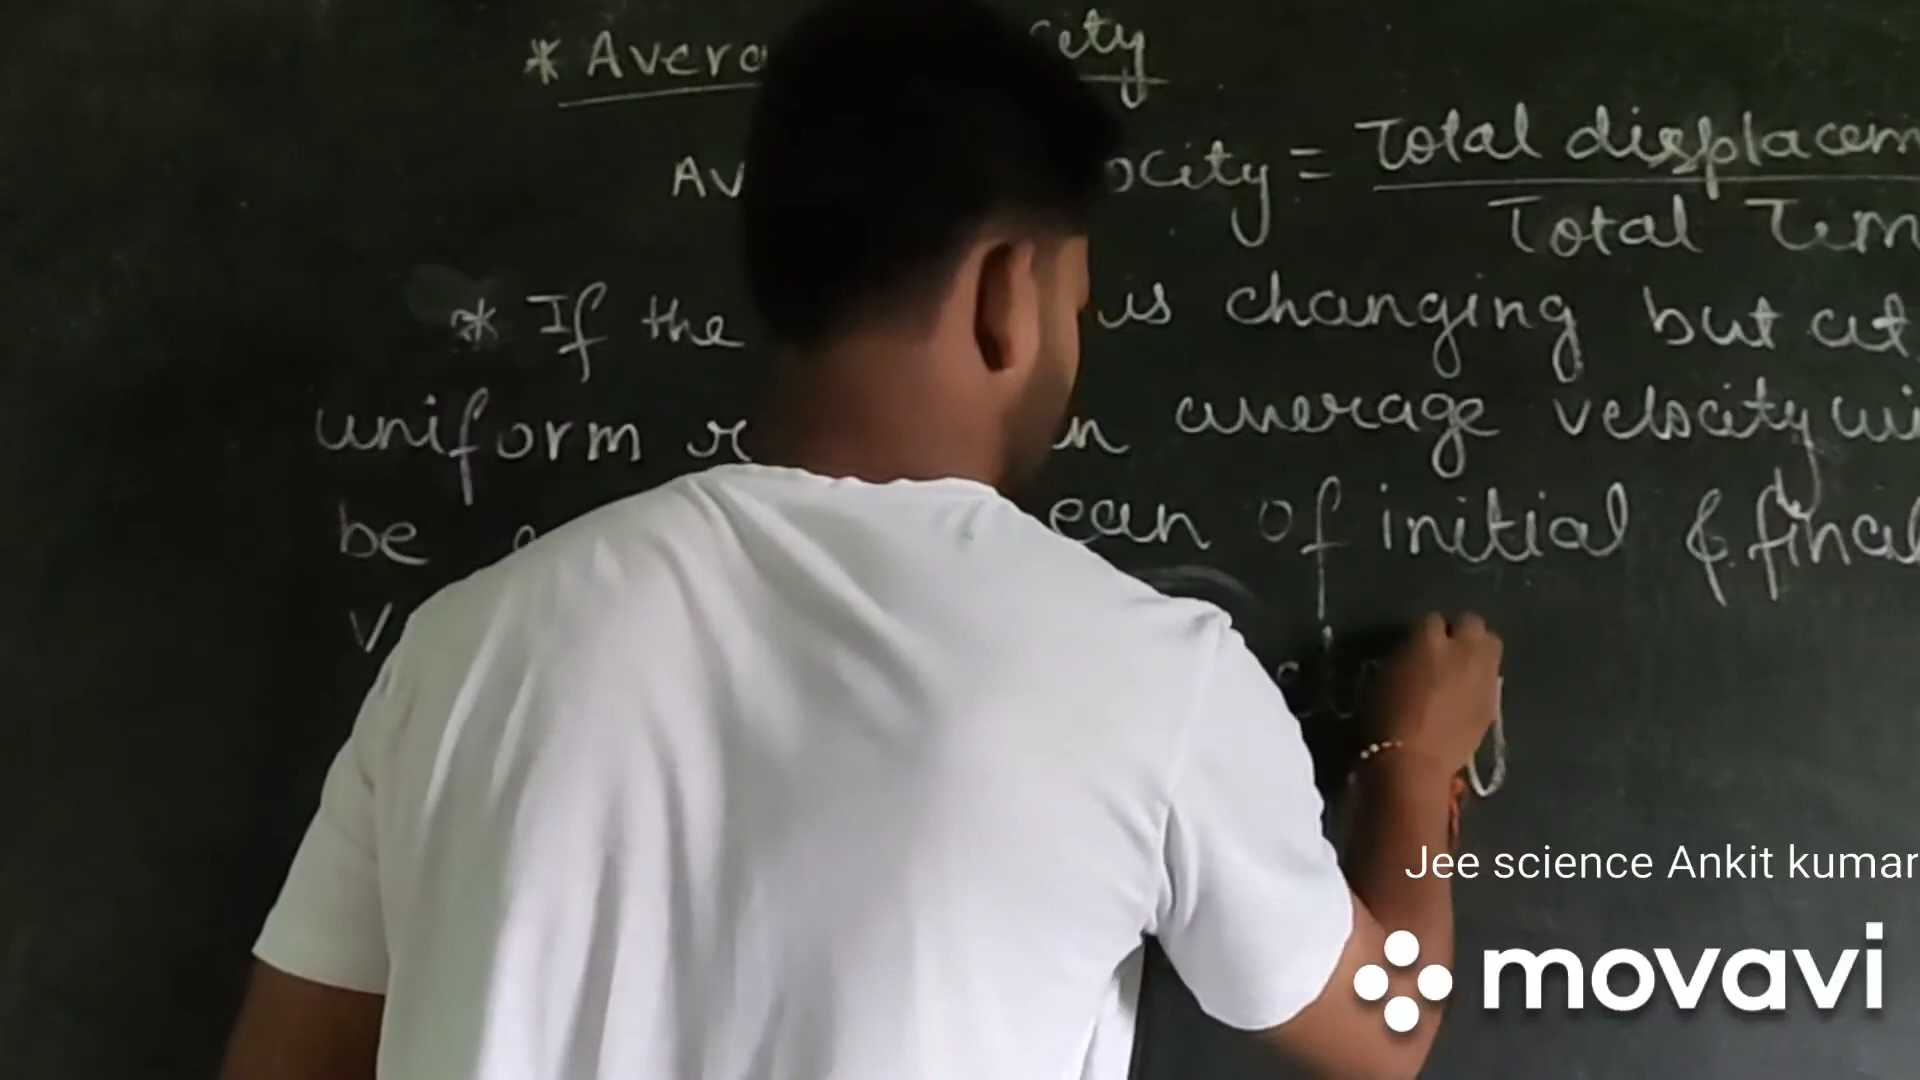 * Avera city
Av ocity = Total displacem
Total Tim
* If the is changing but at
uniform r n average velocity wi
be a ean of initial & final
V
Jee science Ankit kumar
movavi